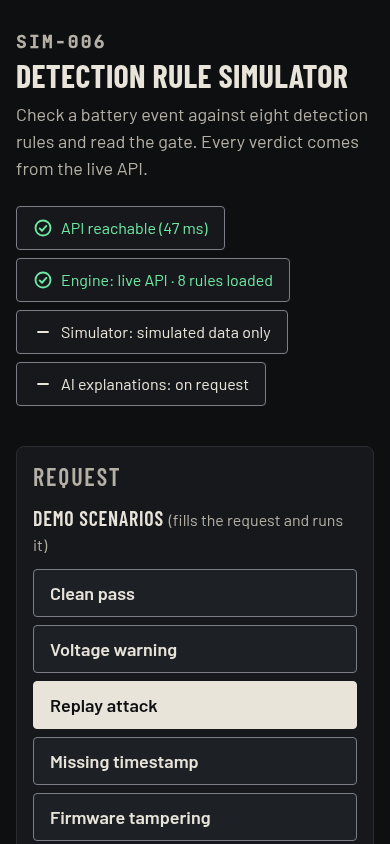 SIM-006
DETECTION RULE SIMULATOR
Check a battery event against eight detection
rules and read the gate. Every verdict comes
from the live API.
API reachable (47 ms)
Engine: live API · 8 rules loaded
Simulator: simulated data only
AI explanations: on request
REQUEST
DEMO SCENARIOS (fills the request and runs
it)
Clean pass
Voltage warning
Replay attack
Missing timestamp
Firmware tampering